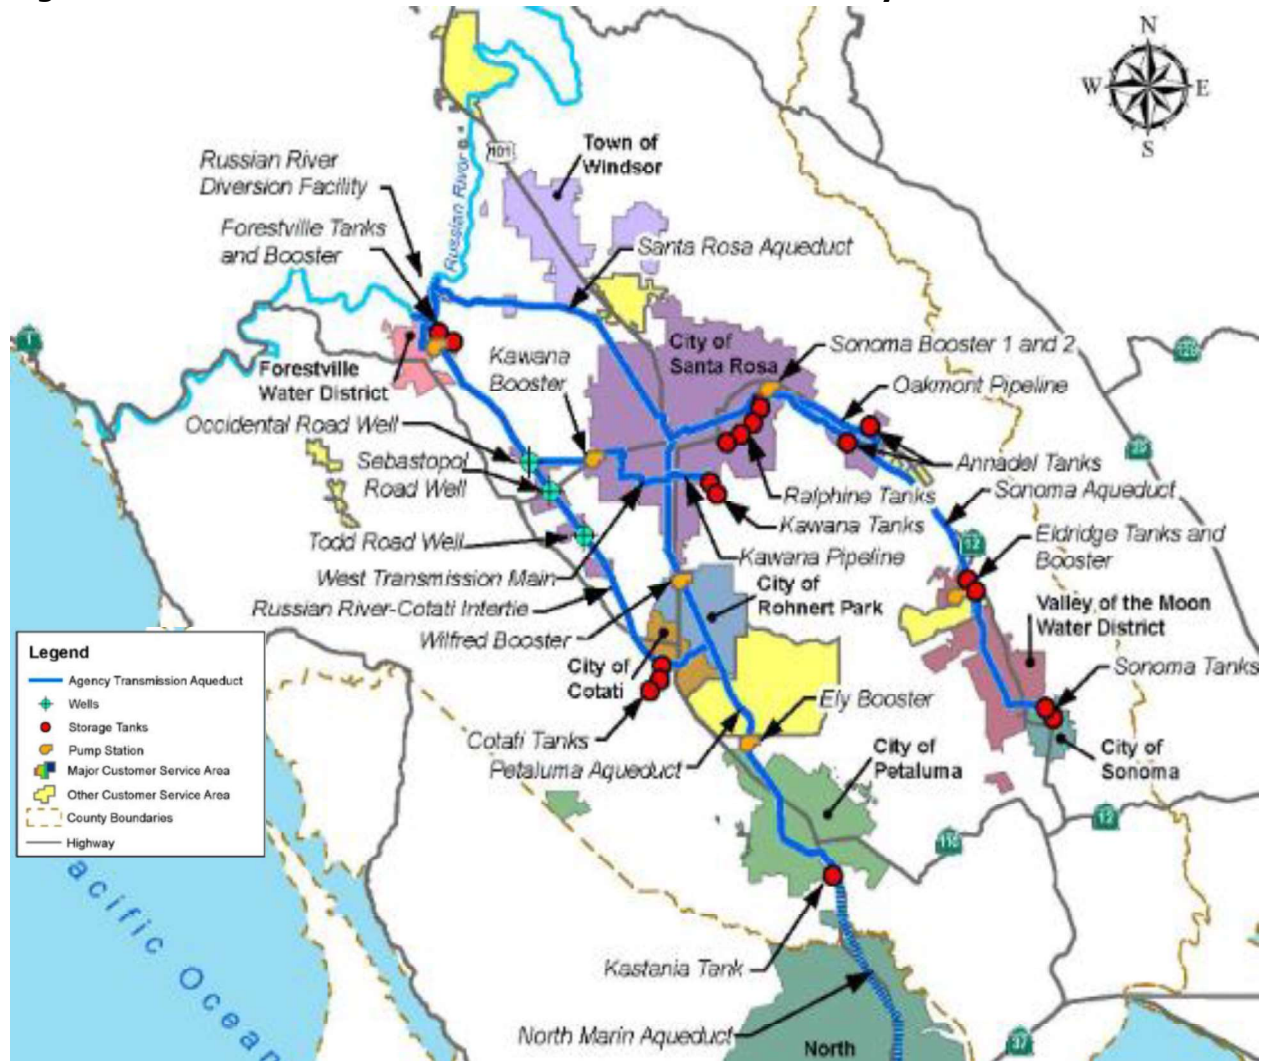 N
W
E
S
Town of
Windsor
101
Russian River
Diversion Facility
Russian River
Forestville Tanks
and Booster
Santa Rosa Aqueduct
1
City of
Santa Rosa
Sonoma Booster 1 and 2
128
Kawana
Booster
Forestville
Water District
Oakmont Pipeline
Occidental Road Well
Sebastopol
Road Well
Annadel Tanks
Sonoma Aqueduct
Ralphine Tanks
Kawana Tanks
Todd Road Well
12
Eldridge Tanks and
Booster
Kawana Pipeline
West Transmission Main
City of
Rohnert Park
Russian River-Cotati Intertie
Valley of the Moon
Water District
Wilfred Booster
City of
Cotati
Sonoma Tanks
Ely Booster
Cotati Tanks
Petaluma Aqueduct
City of
Petaluma
City of
Sonoma
12
116
Legend
Agency Transmission Aqueduct
Wells
Storage Tanks
Pump Station
Major Customer Service Area
Other Customer Service Area
County Boundaries
Highway
acific Ocean
Kastania Tank
North Marin Aqueduct
North
37